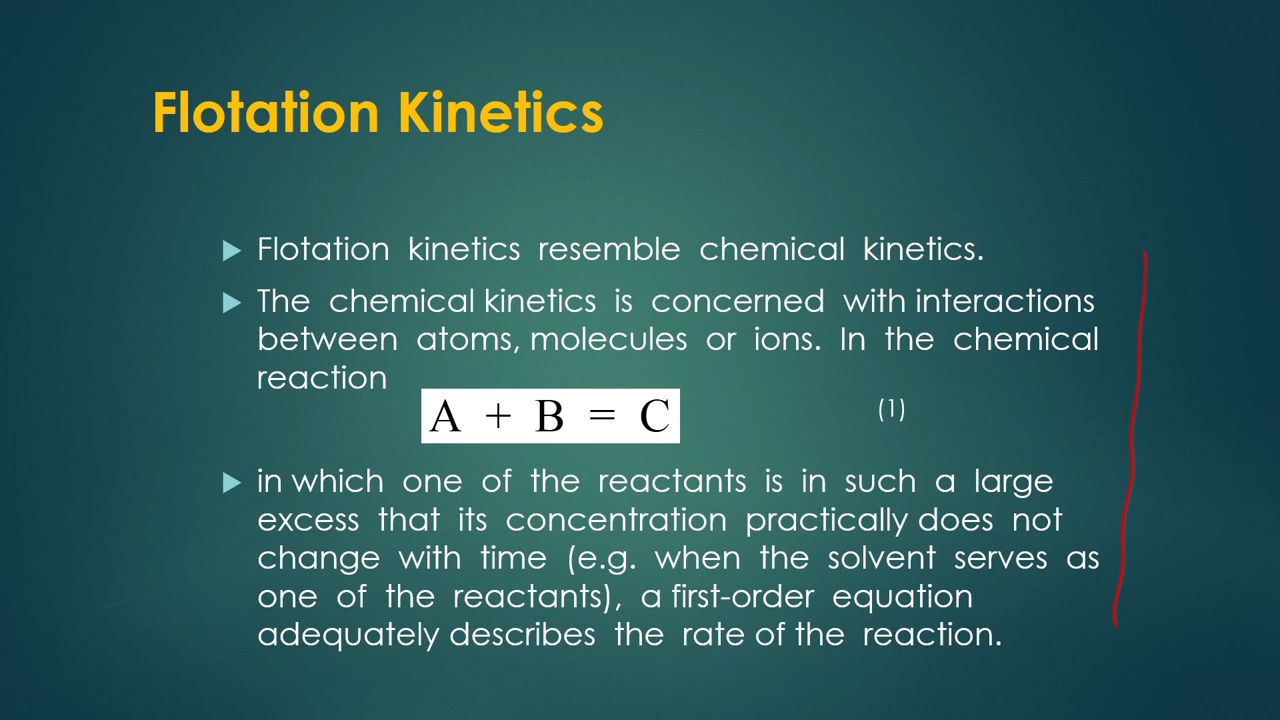 Flotation Kinetics
Flotation kinetics resemble chemical kinetics.
The chemical kinetics is concerned with interactions
between atoms, molecules or ions. In the chemical
reaction
A + B = C (1)
in which one of the reactants is in such a large
excess that its concentration practically does not
change with time (e.g. when the solvent serves as
one of the reactants), a first-order equation
adequately describes the rate of the reaction.